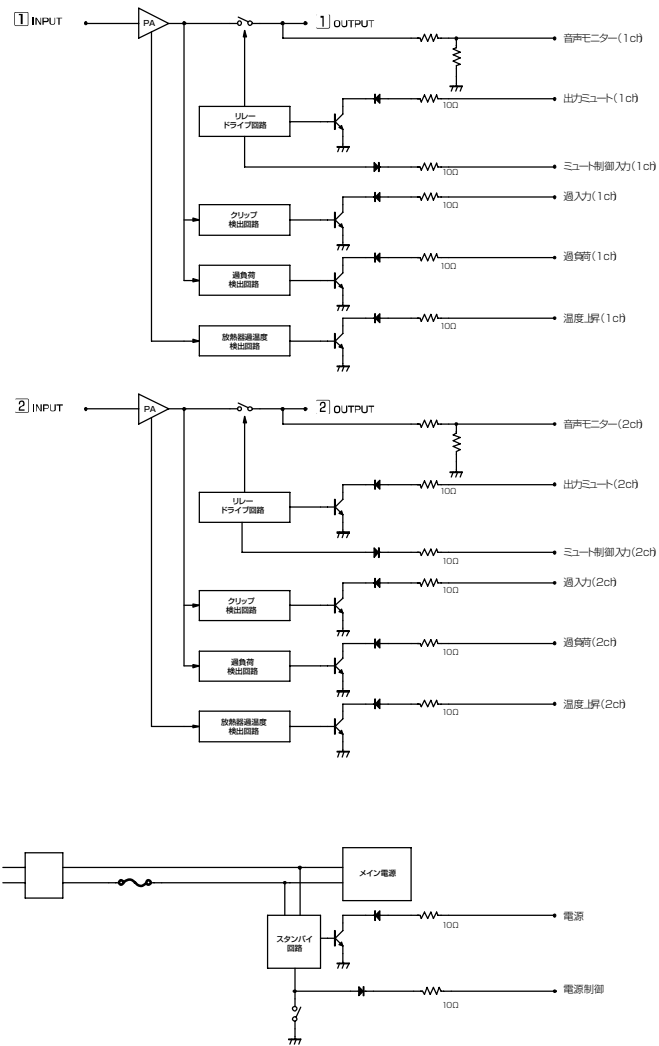 1 INPUT
PA
1 OUTPUT
音声モニター(1ch)
リレー
ドライブ回路
10Ω
出力ミュート(1ch)
10Ω
ミュート制御入力(1ch)
クリップ
検出回路
10Ω
過入力(1ch)
過負荷
検出回路
10Ω
過負荷(1ch)
放熱器過温度
検出回路
10Ω
温度上昇(1ch)
2 INPUT
PA
2 OUTPUT
音声モニター(2ch)
リレー
ドライブ回路
10Ω
出力ミュート(2ch)
10Ω
ミュート制御入力(2ch)
クリップ
検出回路
10Ω
過入力(2ch)
過負荷
検出回路
10Ω
過負荷(2ch)
放熱器過温度
検出回路
10Ω
温度上昇(2ch)
メイン電源
スタンバイ
回路
10Ω
電源
10Ω
電源制御